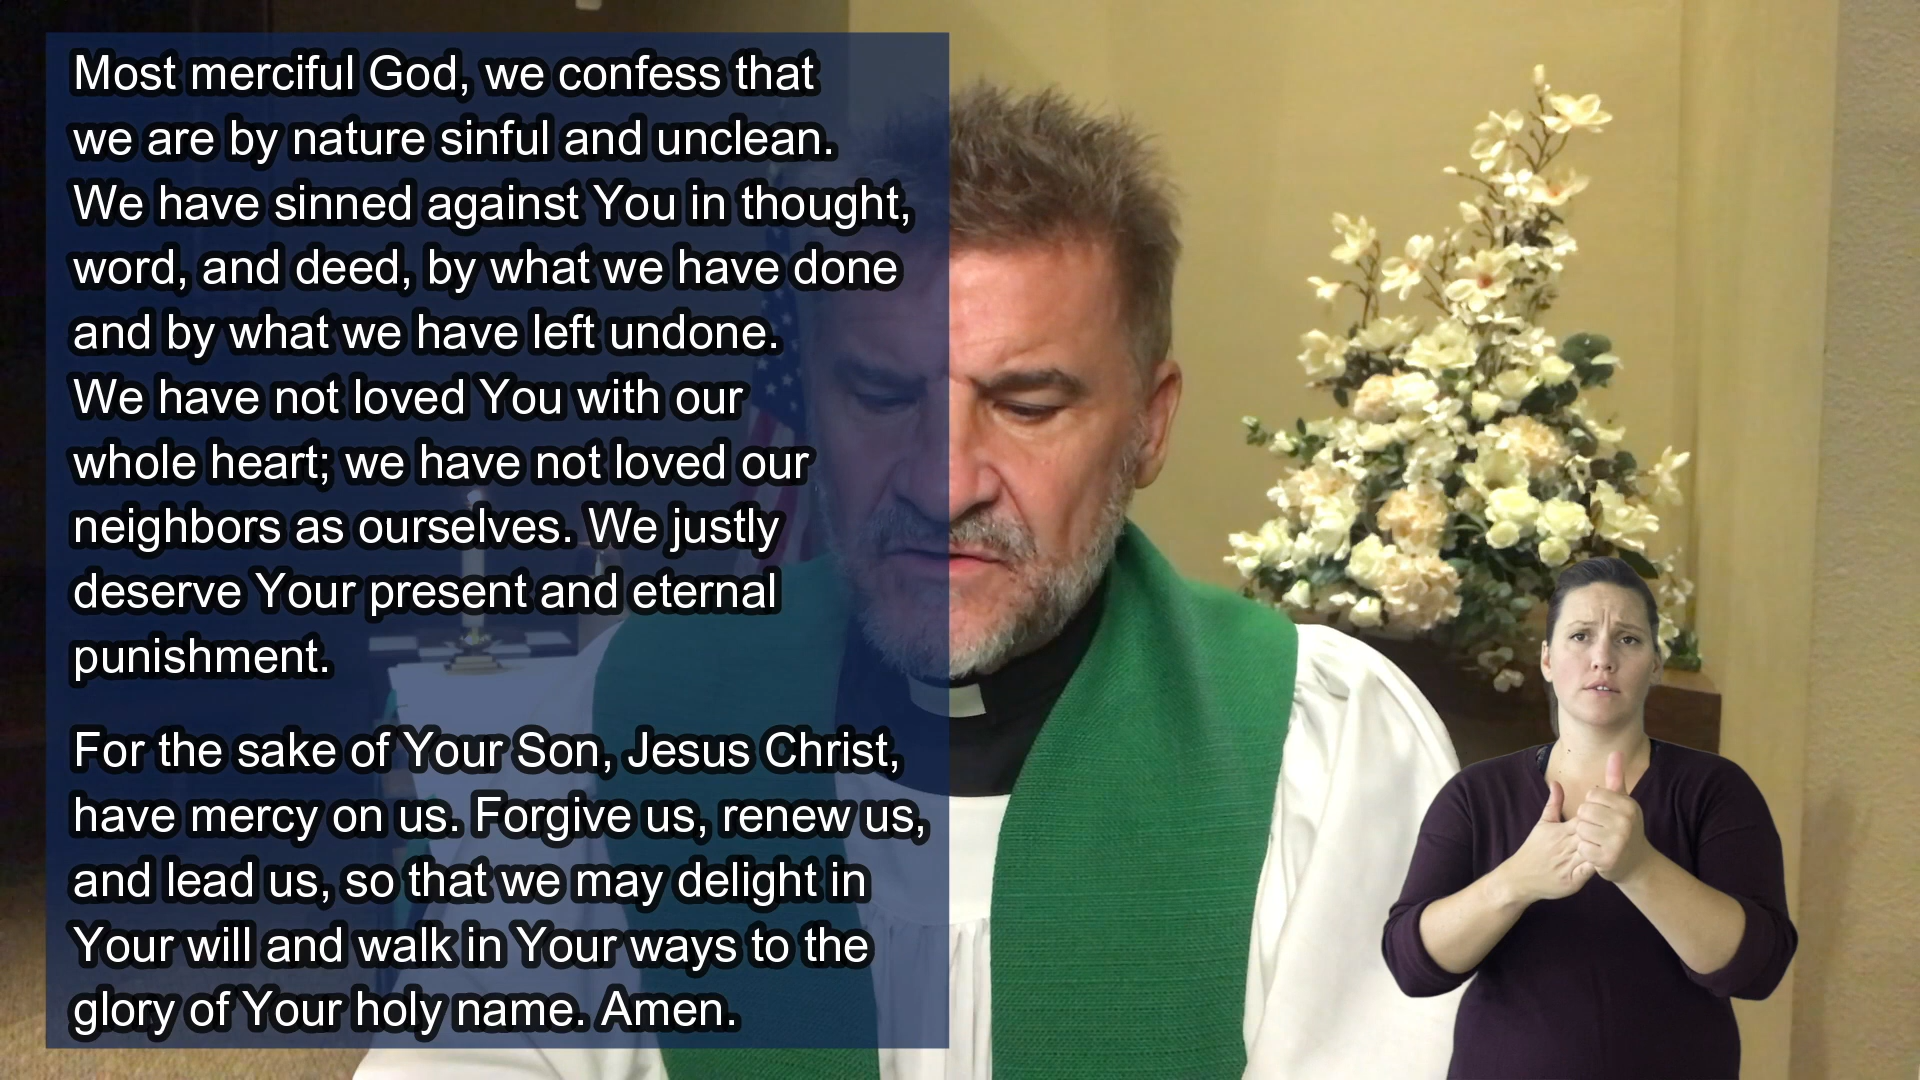 Most merciful God, we confess that
we are by nature sinful and unclean.
We have sinned against You in thought,
word, and deed, by what we have done
and by what we have left undone.
We have not loved You with our
whole heart; we have not loved our
neighbors as ourselves. We justly
deserve Your present and eternal
punishment.
For the sake of Your Son, Jesus Christ,
have mercy on us. Forgive us, renew us,
and lead us, so that we may delight in
Your will and walk in Your ways to the
glory of Your holy name. Amen.